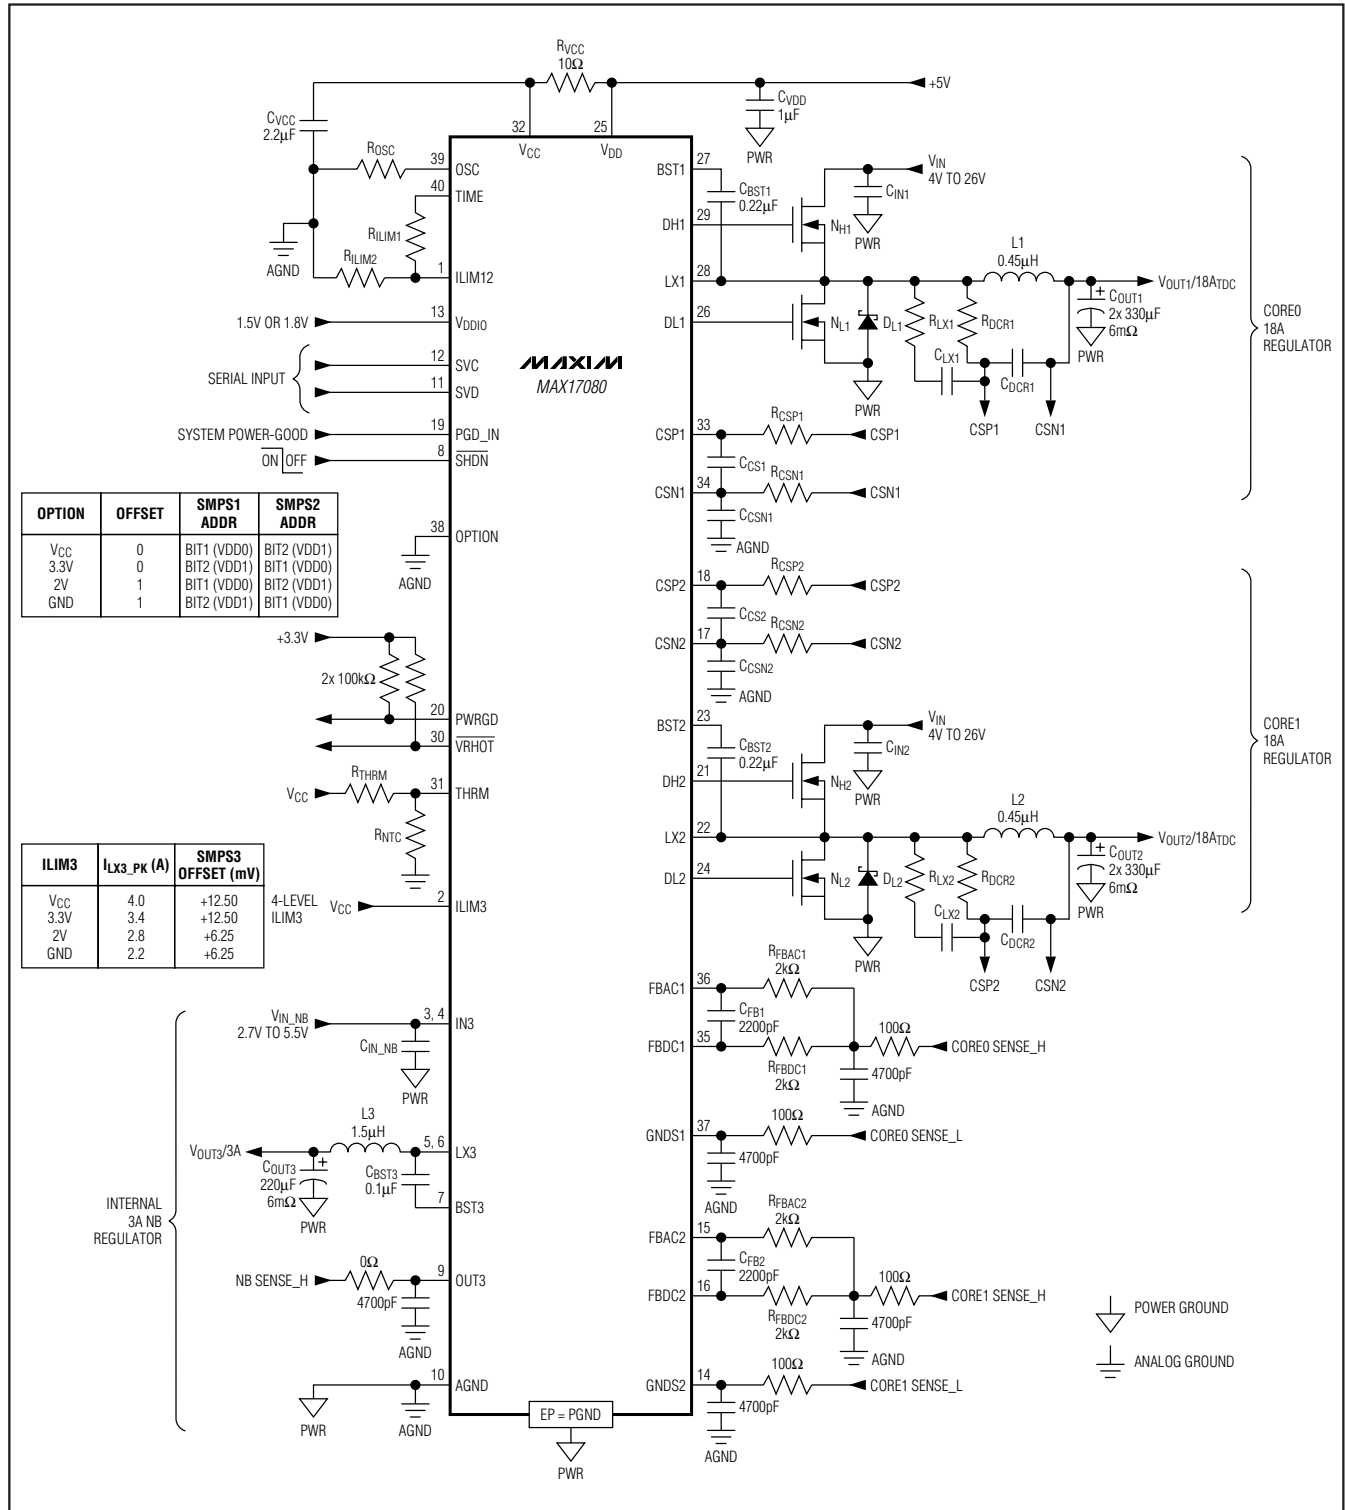 RVCC
10Ω
+5V
CVDD
1µF
PWR
CVCC
2.2µF
32
25
VCC
VDD
ROSC
39
OSC
40
TIME
RILIM1
AGND
RILIM2
1
ILIM12
1.5V OR 1.8V
13
VDDIO
SERIAL INPUT
12
SVC
11
SVD
MAXIM
MAX17080
SYSTEM POWER-GOOD
19
PGD_IN
ON OFF
8
SHDN
OPTION OFFSET SMPS1 ADDR SMPS2 ADDR
VCC 0 BIT1 (VDD0) BIT2 (VDD1)
3.3V 0 BIT2 (VDD1) BIT1 (VDD0)
2V 1 BIT1 (VDD0) BIT2 (VDD1)
GND 1 BIT2 (VDD1) BIT1 (VDD0)
38
OPTION
AGND
+3.3V
2x 100kΩ
20
PWRGD
30
VRHOT
RTHRM
VCC
31
THRM
RNTC
ILIM3 ILX3_PK (A) SMPS3 OFFSET (mV)
VCC 4.0 +12.50
3.3V 3.4 +12.50
2V 2.8 +6.25
GND 2.2 +6.25
4-LEVEL
ILIM3
VCC
2
ILIM3
VIN_NB
2.7V TO 5.5V
3, 4
IN3
CIN_NB
PWR
L3
1.5µH
VOUT3/3A
5, 6
LX3
COUT3
+
220µF
6mΩ
PWR
CBST3
0.1µF
7
BST3
INTERNAL
3A NB
REGULATOR
0Ω
NB SENSE_H
9
OUT3
4700pF
AGND
10
AGND
PWR
AGND
EP = PGND
PWR
27
BST1
CBST1
0.22µF
VIN
4V TO 26V
CIN1
PWR
29
DH1
NH1
L1
0.45µH
28
LX1
VOUT1/18ATDC
+
COUT1
2x 330µF
6mΩ
PWR
26
DL1
NL1
DL1
RLX1
RDCR1
CLX1
CDCR1
PWR
CSP1
CSN1
CORE0
18A
REGULATOR
33
CSP1
RCSP1
CSP1
CCS1
34
CSN1
RCSN1
CSN1
CCSN1
AGND
18
CSP2
RCSP2
CSP2
CCS2
17
CSN2
RCSN2
CSN2
CCSN2
AGND
23
BST2
CBST2
0.22µF
VIN
4V TO 26V
CIN2
PWR
21
DH2
NH2
L2
0.45µH
22
LX2
VOUT2/18ATDC
+
COUT2
2x 330µF
6mΩ
PWR
24
DL2
NL2
DL2
RLX2
RDCR2
CLX2
CDCR2
PWR
CSP2
CSN2
CORE1
18A
REGULATOR
36
FBAC1
RFBAC1
2kΩ
CFB1
2200pF
35
FBDC1
RFBDC1
2kΩ
100Ω
CORE0 SENSE_H
4700pF
AGND
37
GNDS1
100Ω
CORE0 SENSE_L
4700pF
AGND
15
FBAC2
RFBAC2
2kΩ
CFB2
2200pF
16
FBDC2
RFBDC2
2kΩ
100Ω
CORE1 SENSE_H
4700pF
AGND
14
GNDS2
100Ω
CORE1 SENSE_L
4700pF
AGND
POWER GROUND
ANALOG GROUND